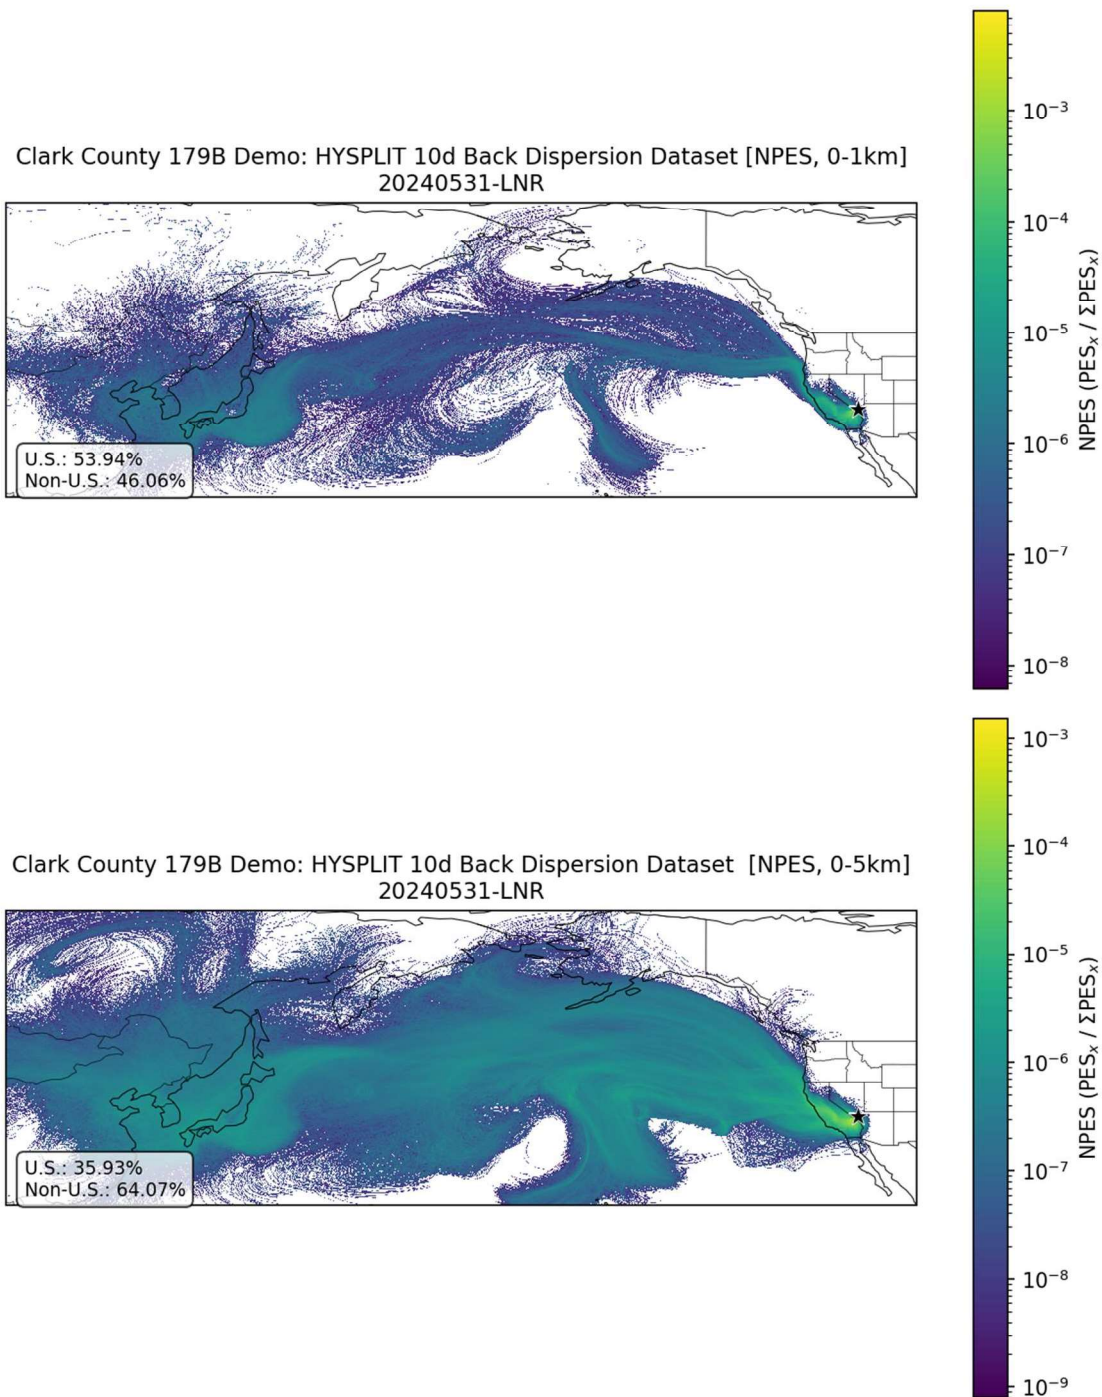 Clark County 179B Demo: HYSPLIT 10d Back Dispersion Dataset [NPES, 0-1km]
20240531-LNR
U.S.: 53.94%
Non-U.S.: 46.06%
10⁻³
10⁻⁴
10⁻⁵
10⁻⁶
10⁻⁷
10⁻⁸
NPES (PESₓ / ΣPESₓ)
Clark County 179B Demo: HYSPLIT 10d Back Dispersion Dataset  [NPES, 0-5km]
20240531-LNR
U.S.: 35.93%
Non-U.S.: 64.07%
10⁻³
10⁻⁴
10⁻⁵
10⁻⁶
10⁻⁷
10⁻⁸
10⁻⁹
NPES (PESₓ / ΣPESₓ)